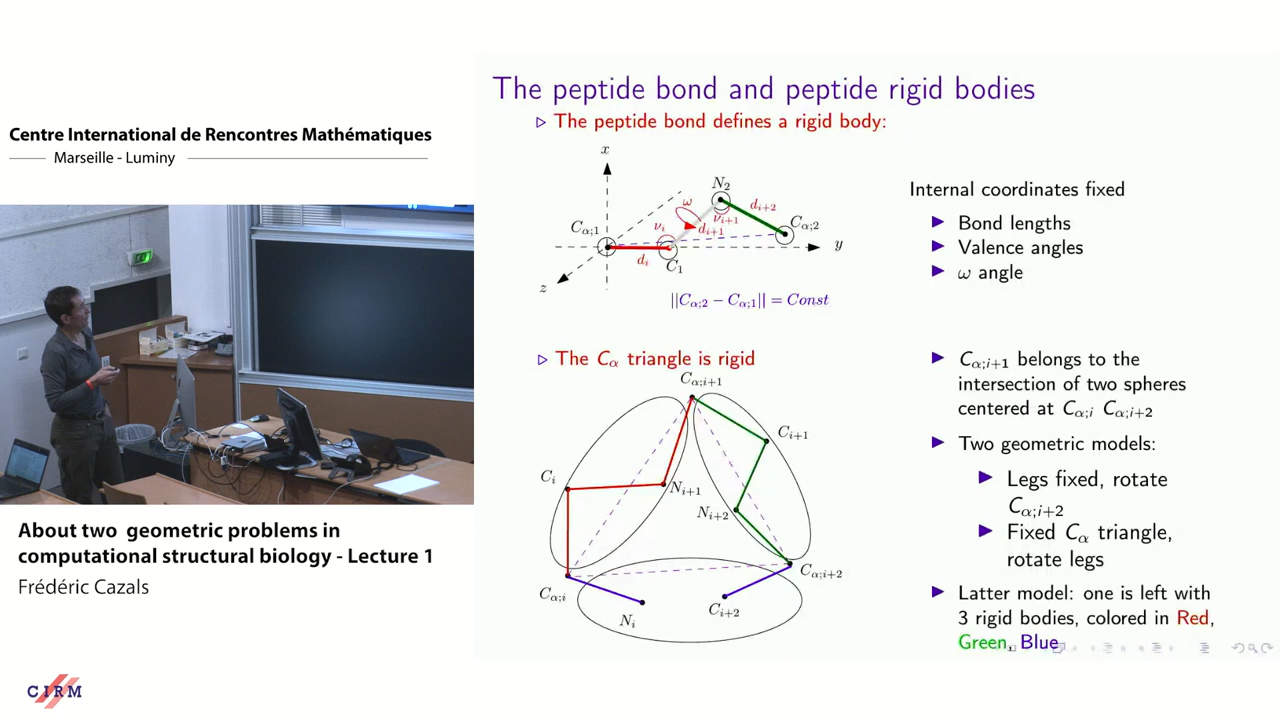 Centre International de Rencontres Mathématiques
Marseille - Luminy
About two geometric problems in
computational structural biology - Lecture 1
Frédéric Cazals
CIRM
The peptide bond and peptide rigid bodies
▷ The peptide bond defines a rigid body:
x
y
z
C_{α;1}
C_1
N_2
C_{α;2}
ω
ν_i
ν_{i+1}
d_i
d_{i+1}
d_{i+2}
||C_{α;2} − C_{α;1}|| = Const
Internal coordinates fixed
▶ Bond lengths
▶ Valence angles
▶ ω angle
▷ The C_α triangle is rigid
C_{α;i+1}
C_{i+1}
C_i
N_{i+1}
N_{i+2}
C_{α;i}
C_{α;i+2}
N_i
C_{i+2}
▶ C_{α;i+1} belongs to the
intersection of two spheres
centered at C_{α;i} C_{α;i+2}
▶ Two geometric models:
▶ Legs fixed, rotate
C_{α;i+2}
▶ Fixed C_α triangle,
rotate legs
▶ Latter model: one is left with
3 rigid bodies, colored in Red,
Green, Blue